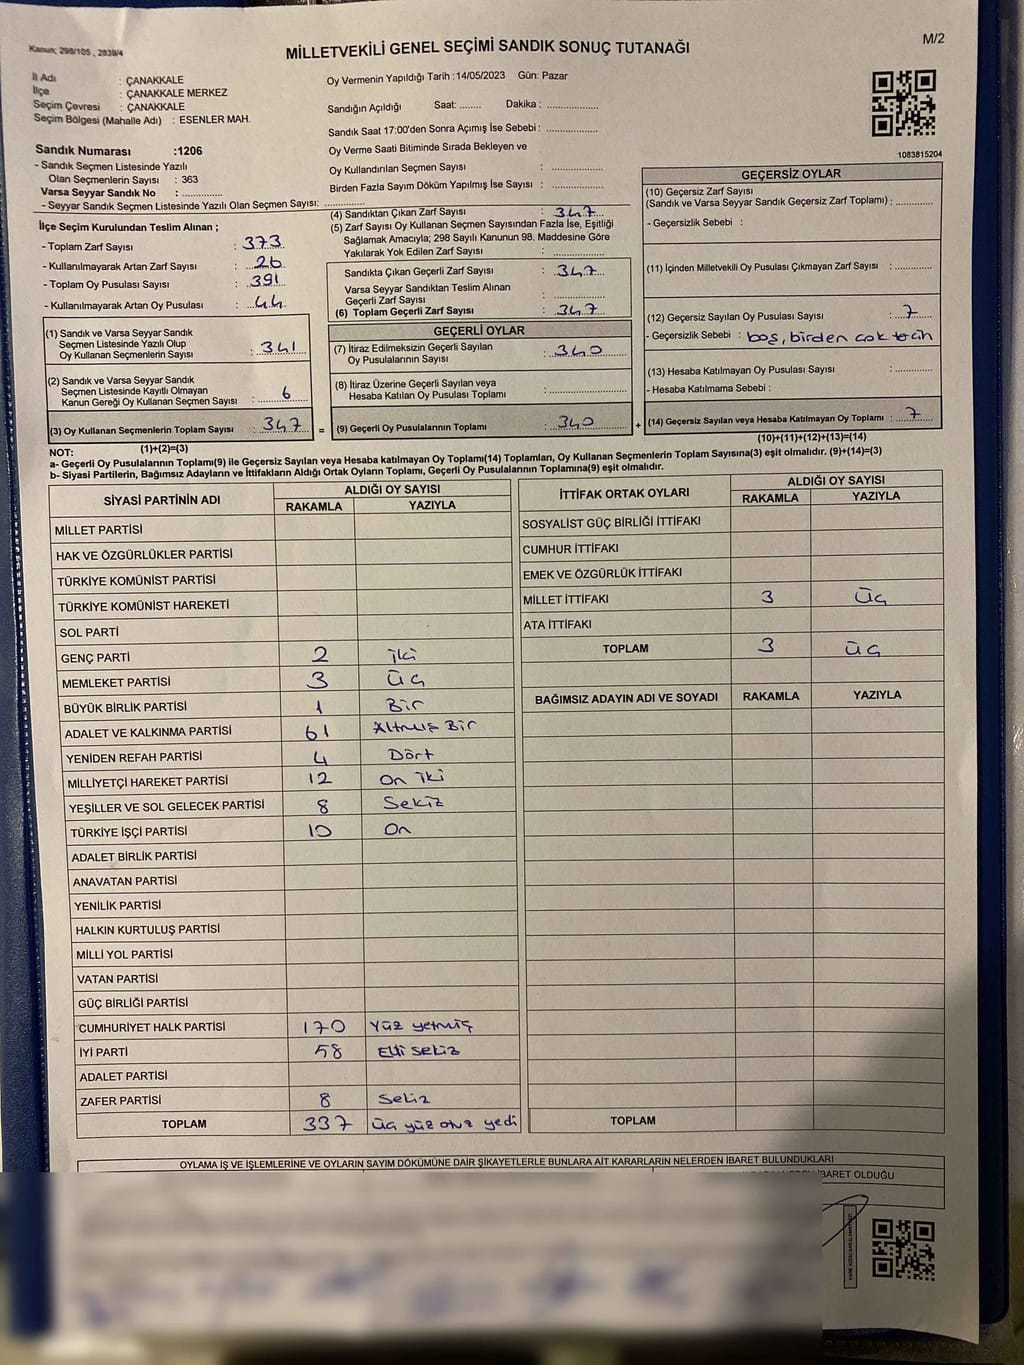 Kanun; 298/105 , 2839/4
M/2
MİLLETVEKİLİ GENEL SEÇİMİ SANDIK SONUÇ TUTANAĞI
İl Adı : ÇANAKKALE
İlçe : ÇANAKKALE MERKEZ
Seçim Çevresi : ÇANAKKALE
Seçim Bölgesi (Mahalle Adı) : ESENLER MAH.
Sandık Numarası :1206
- Sandık Seçmen Listesinde Yazılı
Olan Seçmenlerin Sayısı : 363
Varsa Seyyar Sandık No : ............
- Seyyar Sandık Seçmen Listesinde Yazılı Olan Seçmen Sayısı: ............
Oy Vermenin Yapıldığı Tarih :14/05/2023 Gün: Pazar
Sandığın Açıldığı Saat: ....... Dakika : ................
Sandık Saat 17:00'den Sonra Açımış İse Sebebi : ................
Oy Verme Saati Bitiminde Sırada Bekleyen ve
Oy Kullandırılan Seçmen Sayısı : ................
Birden Fazla Sayım Döküm Yapılmış İse Sayısı : ................
1083815204
İlçe Seçim Kurulundan Teslim Alınan ;
- Toplam Zarf Sayısı : 373
- Kullanılmayarak Artan Zarf Sayısı : 26
- Toplam Oy Pusulası Sayısı : 391
- Kullanılmayarak Artan Oy Pusulası : 44
(1) Sandık ve Varsa Seyyar Sandık
Seçmen Listesinde Yazılı Olup
Oy Kullanan Seçmenlerin Sayısı : 341
(2) Sandık ve Varsa Seyyar Sandık
Seçmen Listesinde Kayıtlı Olmayan
Kanun Gereği Oy Kullanan Seçmen Sayısı : 6
(3) Oy Kullanan Seçmenlerin Toplam Sayısı : 347 =
(1)+(2)=(3)
(4) Sandıktan Çıkan Zarf Sayısı : 347
(5) Zarf Sayısı Oy Kullanan Seçmen Sayısından Fazla İse, Eşitliği
Sağlamak Amacıyla; 298 Sayılı Kanunun 98. Maddesine Göre
Yakılarak Yok Edilen Zarf Sayısı : ................
Sandıkta Çıkan Geçerli Zarf Sayısı : 347
Varsa Seyyar Sandıktan Teslim Alınan
Geçerli Zarf Sayısı : ................
(6) Toplam Geçerli Zarf Sayısı : 347
GEÇERLİ OYLAR
(7) İtiraz Edilmeksizin Geçerli Sayılan
Oy Pusulalarının Sayısı : 340
(8) İtiraz Üzerine Geçerli Sayılan veya
Hesaba Katılan Oy Pusulası Toplamı : ................
(9) Geçerli Oy Pusulalarının Toplamı : 340 +
GEÇERSİZ OYLAR
(10) Geçersiz Zarf Sayısı
(Sandık ve Varsa Seyyar Sandık Geçersiz Zarf Toplamı) : ............
- Geçersizlik Sebebi :
(11) İçinden Milletvekili Oy Pusulası Çıkmayan Zarf Sayısı : ............
(12) Geçersiz Sayılan Oy Pusulası Sayısı : 7
- Geçersizlik Sebebi : boş, birden çok tecih
(13) Hesaba Katılmayan Oy Pusulası Sayısı : ............
- Hesaba Katılmama Sebebi :
(14) Geçersiz Sayılan veya Hesaba Katılmayan Oy Toplamı : 7
(10)+(11)+(12)+(13)=(14)
NOT:
a- Geçerli Oy Pusulalarının Toplamı(9) ile Geçersiz Sayılan veya Hesaba katılmayan Oy Toplamı(14) Toplamları, Oy Kullanan Seçmenlerin Toplam Sayısına(3) eşit olmalıdır. (9)+(14)=(3)
b- Siyasi Partilerin, Bağımsız Adayların ve İttifakların Aldığı Ortak Oyların Toplamı, Geçerli Oy Pusulalarının Toplamına(9) eşit olmalıdır.
SİYASİ PARTİNİN ADI ALDIĞI OY SAYISI
RAKAMLA YAZIYLA
MİLLET PARTİSİ
HAK VE ÖZGÜRLÜKLER PARTİSİ
TÜRKİYE KOMÜNİST PARTİSİ
TÜRKİYE KOMÜNİST HAREKETİ
SOL PARTİ
GENÇ PARTİ 2 iki
MEMLEKET PARTİSİ 3 Üç
BÜYÜK BİRLİK PARTİSİ 1 Bir
ADALET VE KALKINMA PARTİSİ 61 Altmış Bir
YENİDEN REFAH PARTİSİ 4 Dört
MİLLİYETÇİ HAREKET PARTİSİ 12 On iki
YEŞİLLER VE SOL GELECEK PARTİSİ 8 Sekiz
TÜRKİYE İŞÇİ PARTİSİ 10 On
ADALET BİRLİK PARTİSİ
ANAVATAN PARTİSİ
YENİLİK PARTİSİ
HALKIN KURTULUŞ PARTİSİ
MİLLİ YOL PARTİSİ
VATAN PARTİSİ
GÜÇ BİRLİĞİ PARTİSİ
CUMHURİYET HALK PARTİSİ 170 Yüz yetmiş
İYİ PARTİ 58 Elli sekiz
ADALET PARTİSİ
ZAFER PARTİSİ 8 Sekiz
TOPLAM 337 üç yüz otuz yedi
İTTİFAK ORTAK OYLARI ALDIĞI OY SAYISI
RAKAMLA YAZIYLA
SOSYALİST GÜÇ BİRLİĞİ İTTİFAKI
CUMHUR İTTİFAKI
EMEK VE ÖZGÜRLÜK İTTİFAKI
MİLLET İTTİFAKI 3 Üç
ATA İTTİFAKI
TOPLAM 3 üç
BAĞIMSIZ ADAYIN ADI VE SOYADI RAKAMLA YAZIYLA
TOPLAM
OYLAMA İŞ VE İŞLEMLERİNE VE OYLARIN SAYIM DÖKÜMÜNE DAİR ŞİKAYETLERLE BUNLARA AİT KARARLARIN NELERDEN İBARET BULUNDUKLARI
İBARET OLDUĞU